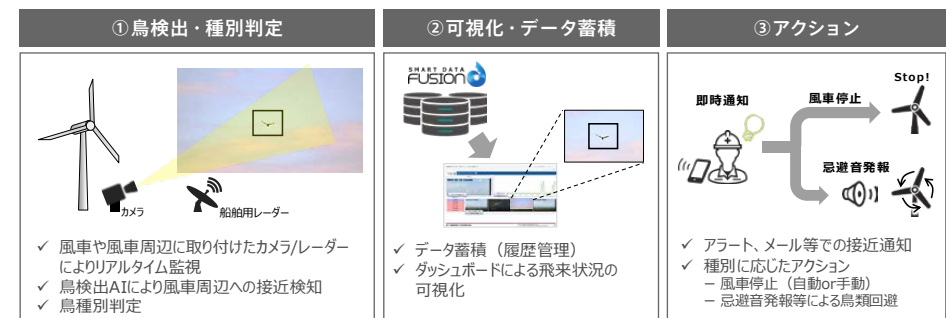 ①鳥検出・種別判定
カメラ
船舶用レーダー
✓ 風車や風車周辺に取り付けたカメラ/レーダー
によりリアルタイム監視
✓ 鳥検出AIにより風車周辺への接近検知
✓ 鳥種別判定
②可視化・データ蓄積
SMART DATA
FUSION
✓ データ蓄積（履歴管理）
✓ ダッシュボードによる飛来状況の
可視化
③アクション
Stop!
即時通知
風車停止
忌避音発報
✓ アラート、メール等での接近通知
✓ 種別に応じたアクション
－ 風車停止（自動or手動）
－ 忌避音発報等による鳥類回避